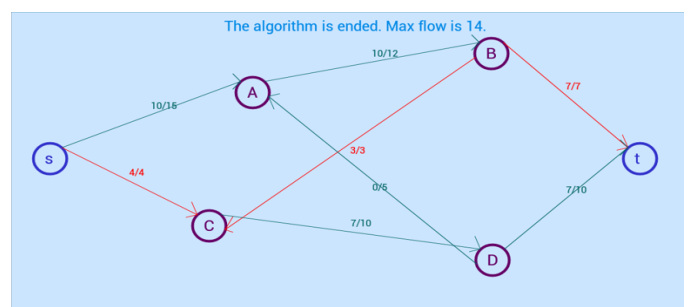 The algorithm is ended. Max flow is 14.
10/12
B
7/7
A
10/15
3/3
s
t
4/4
0/5
7/10
C
7/10
D